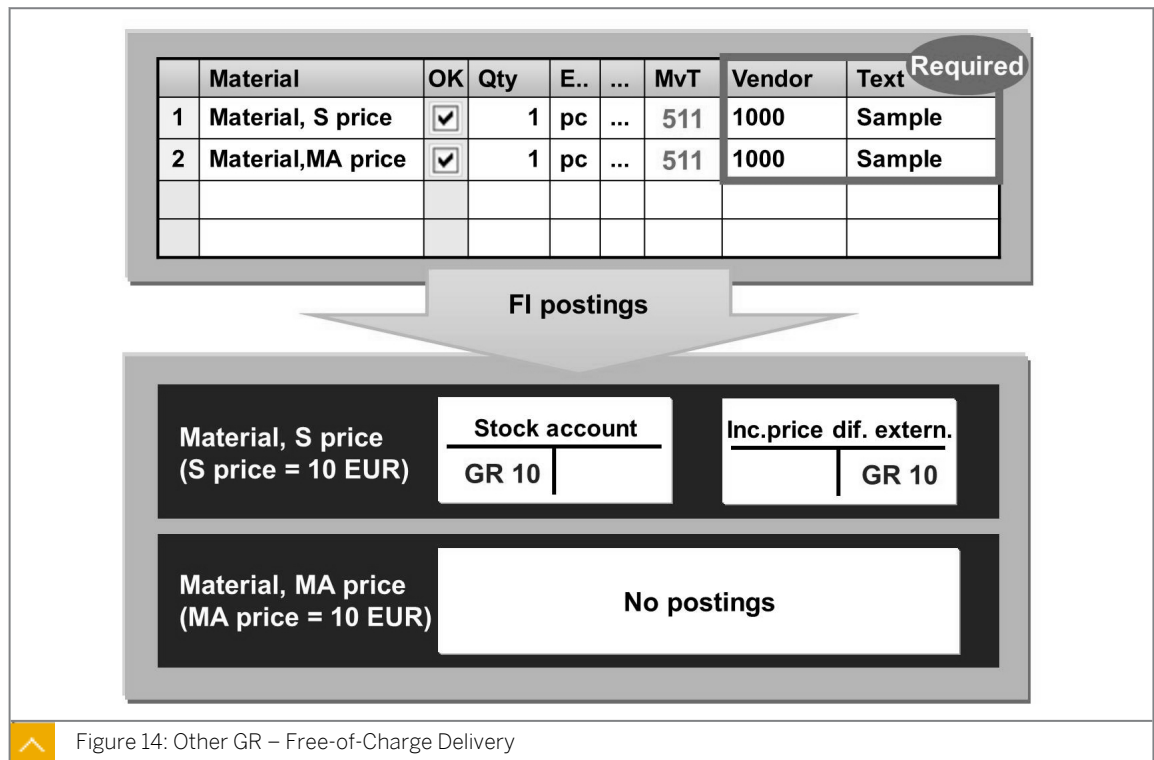 Required
Material OK Qty E.. ... MvT Vendor Text
1 Material, S price 1 pc ... 511 1000 Sample
2 Material,MA price 1 pc ... 511 1000 Sample
FI postings
Material, S price
(S price = 10 EUR)
Stock account
GR 10
Inc.price dif. extern.
GR 10
Material, MA price
(MA price = 10 EUR)
No postings
Figure 14: Other GR – Free-of-Charge Delivery